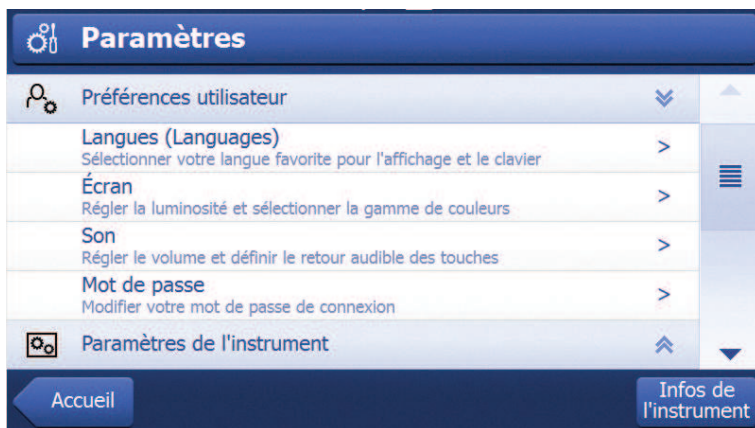 Paramètres
Préférences utilisateur
Langues (Languages)
Sélectionner votre langue favorite pour l'affichage et le clavier
Écran
Régler la luminosité et sélectionner la gamme de couleurs
Son
Régler le volume et définir le retour audible des touches
Mot de passe
Modifier votre mot de passe de connexion
Paramètres de l'instrument
Accueil
Infos de
l'instrument